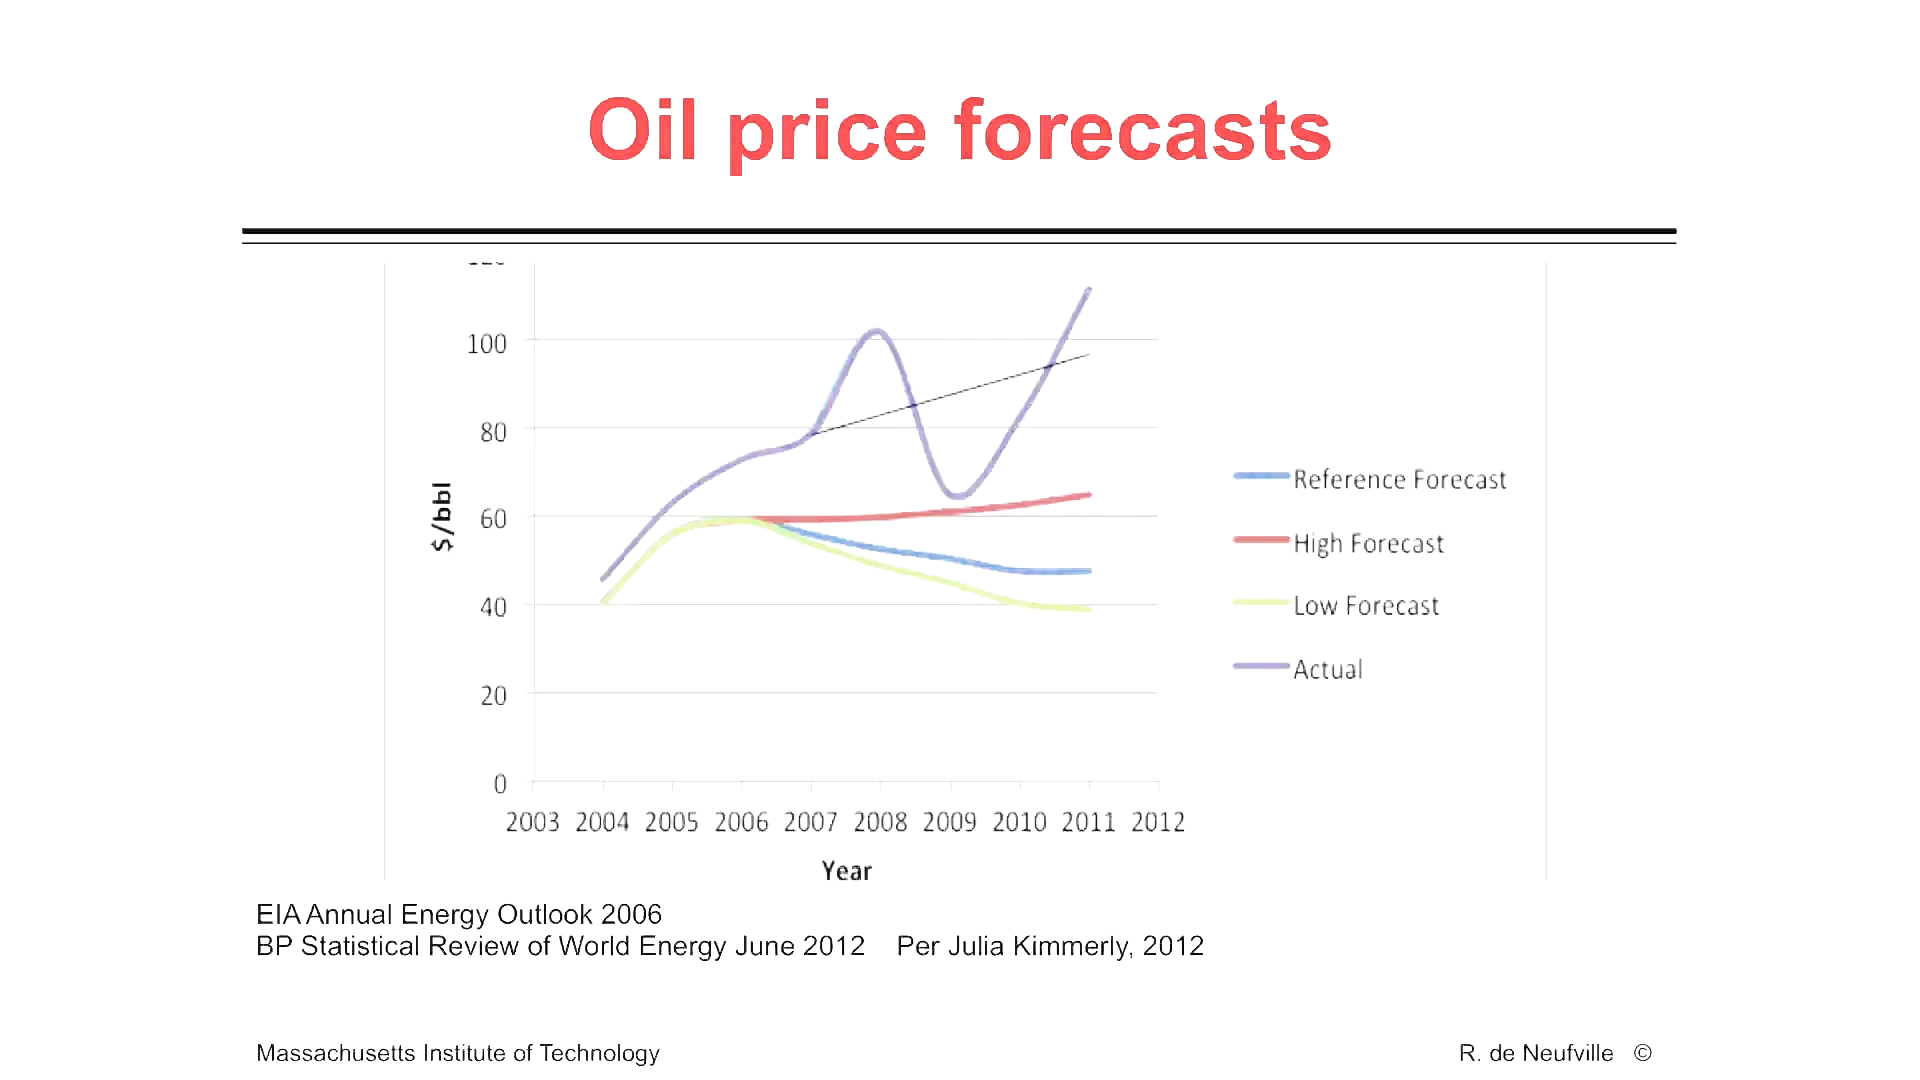 Oil price forecasts
100
80
60
40
20
0
$/bbl
2003 2004 2005 2006 2007 2008 2009 2010 2011 2012
Year
Reference Forecast
High Forecast
Low Forecast
Actual
EIA Annual Energy Outlook 2006
BP Statistical Review of World Energy June 2012 Per Julia Kimmerly, 2012
Massachusetts Institute of Technology
R. de Neufville ©